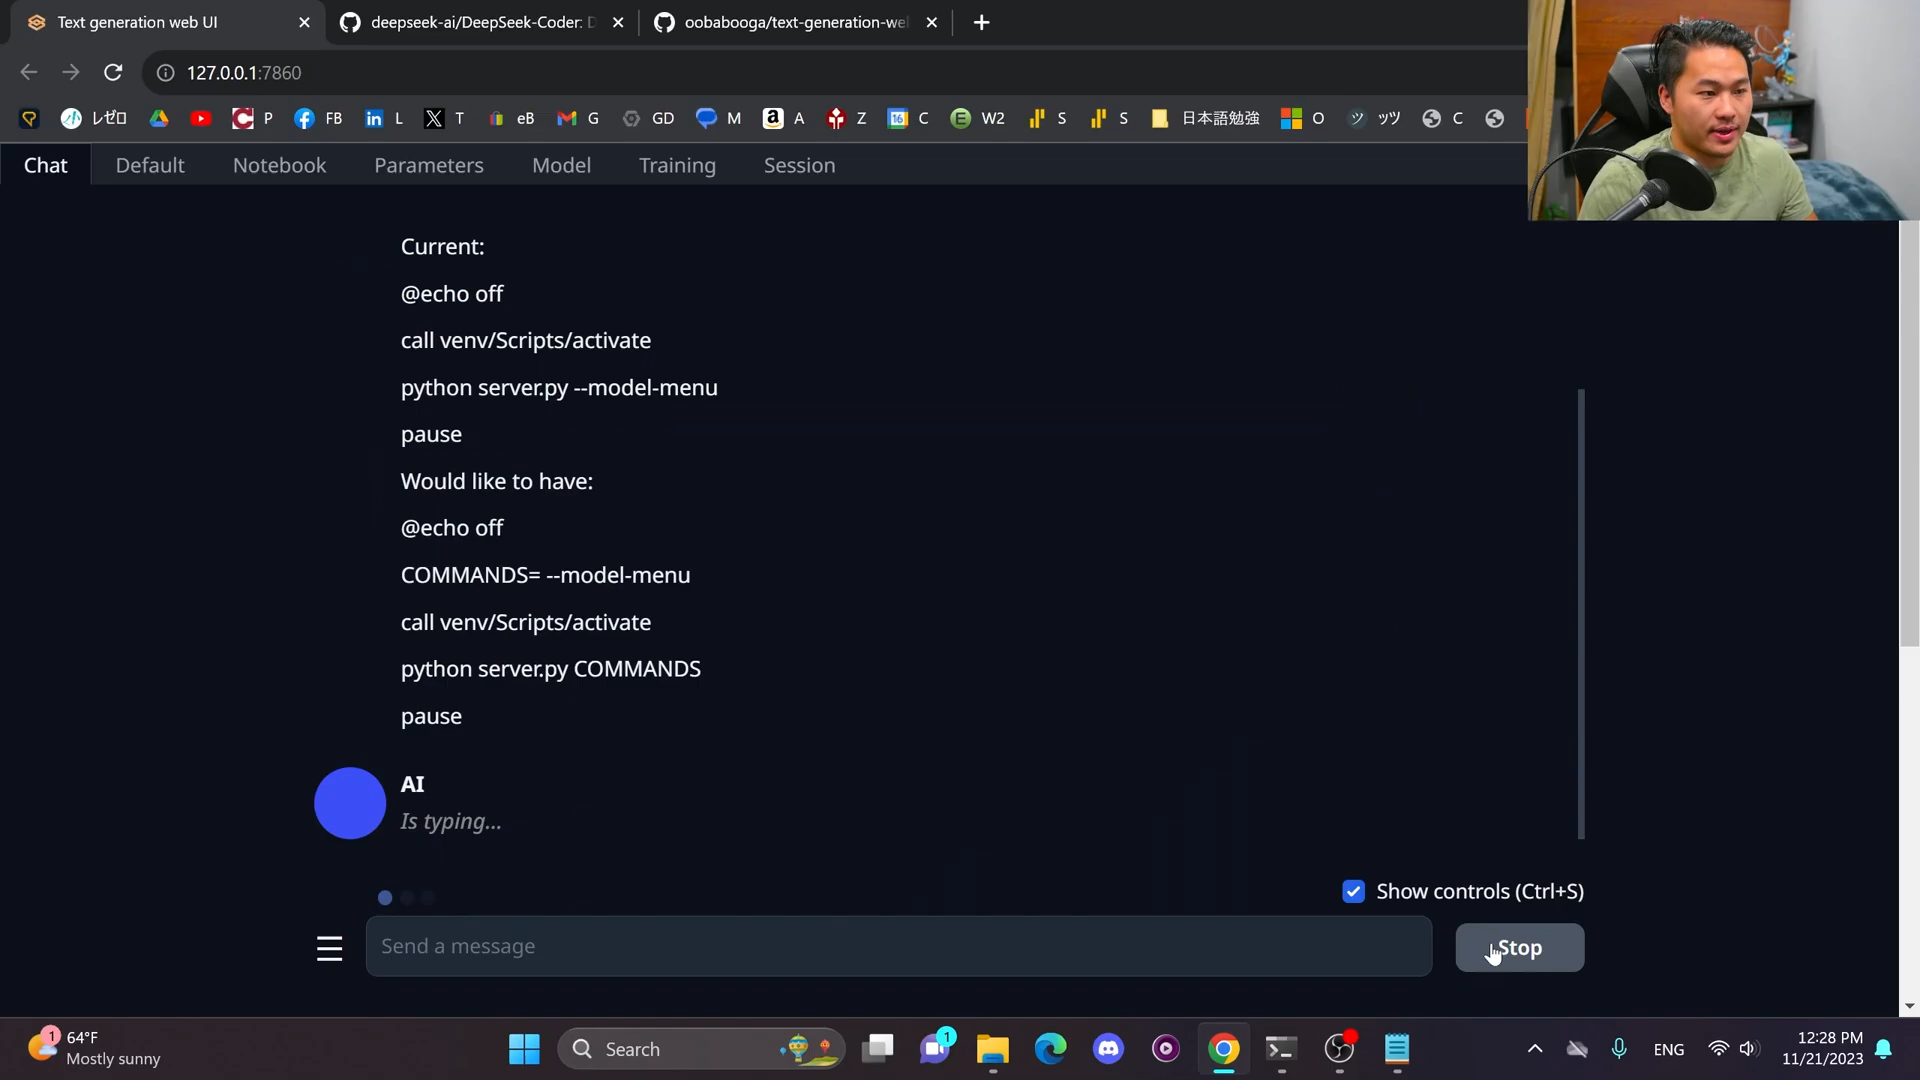 Text generation web UI
deepseek-ai/DeepSeek-Coder: D
oobabooga/text-generation-we
127.0.0.1:7860
レゼロ P FB L T eB G GD M A Z C W2 S S 日本語勉強 O ッツ C
Chat Default Notebook Parameters Model Training Session
Current:
@echo off
call venv/Scripts/activate
python server.py --model-menu
pause
Would like to have:
@echo off
COMMANDS= --model-menu
call venv/Scripts/activate
python server.py COMMANDS
pause
AI
Is typing...
Show controls (Ctrl+S)
Send a message
Stop
1
64°F
Mostly sunny
Search
1
ENG
12:28 PM
11/21/2023